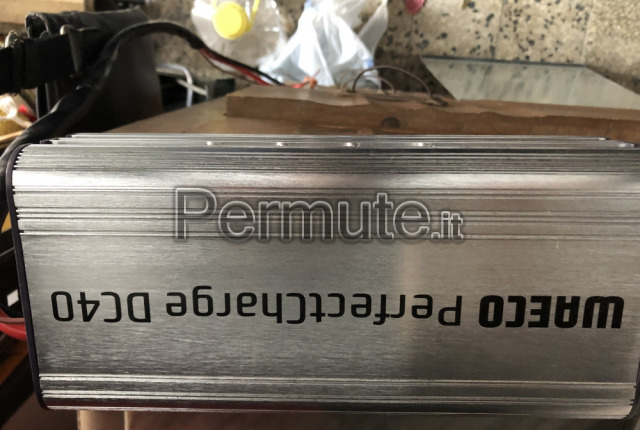 Permute.it
WAECO PerfectCharge DC40